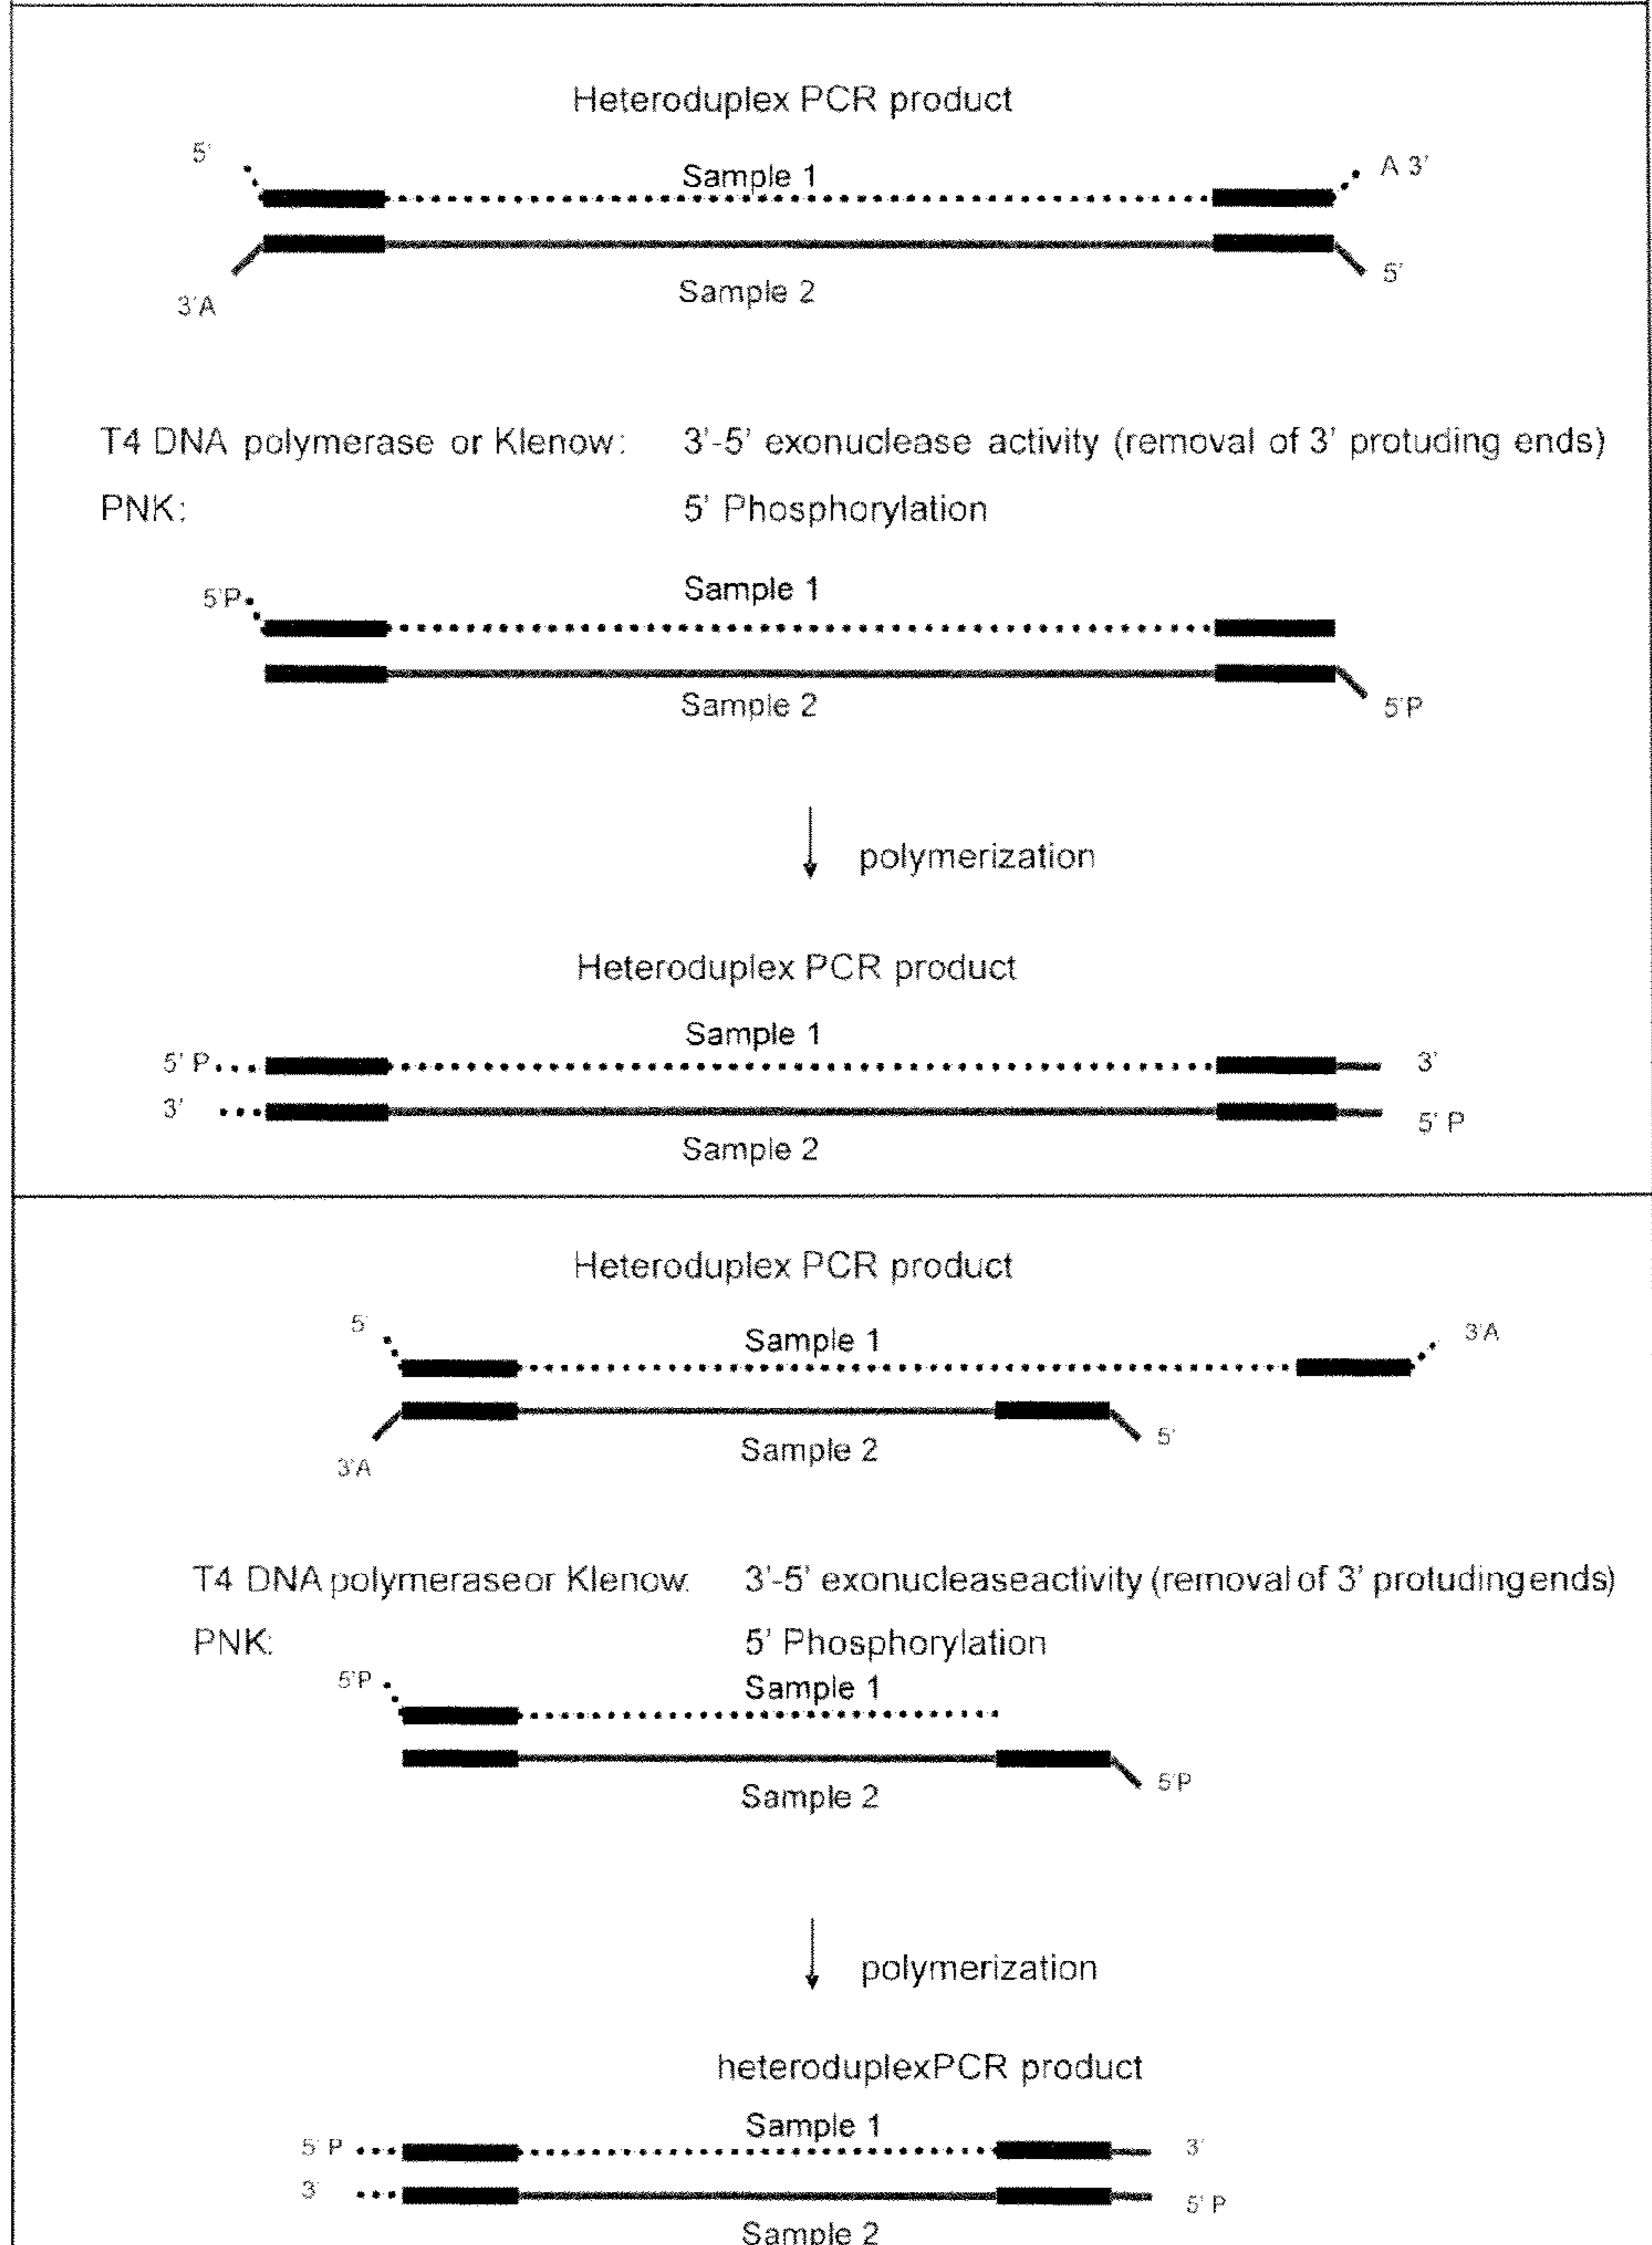 Heteroduplex PCR product
5'
Sample 1
A 3'
3'A
Sample 2
5'
T4 DNA polymerase or Klenow: 3'-5' exonuclease activity (removal of 3' protuding ends)
PNK: 5' Phosphorylation
5'P
Sample 1
Sample 2
5'P
polymerization
Heteroduplex PCR product
Sample 1
5' P
3'
3'
5' P
Sample 2
Heteroduplex PCR product
5'
Sample 1
3'A
3'A
Sample 2
5'
T4 DNA polymeraseor Klenow: 3'-5' exonucleaseactivity (removal of 3' protudingends)
PNK: 5' Phosphorylation
5'P
Sample 1
Sample 2
5'P
polymerization
heteroduplexPCR product
Sample 1
5' P
3'
3'
5' P
Sample 2